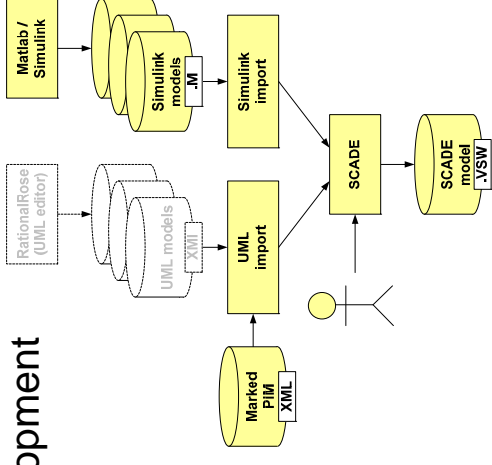 opment
RationalRose
(UML editor)
Matlab /
Simulink
UML models
XMI
Simulink
models
.M
Marked
PIM
XML
UML
import
Simulink
import
SCADE
SCADE
model
.VSW